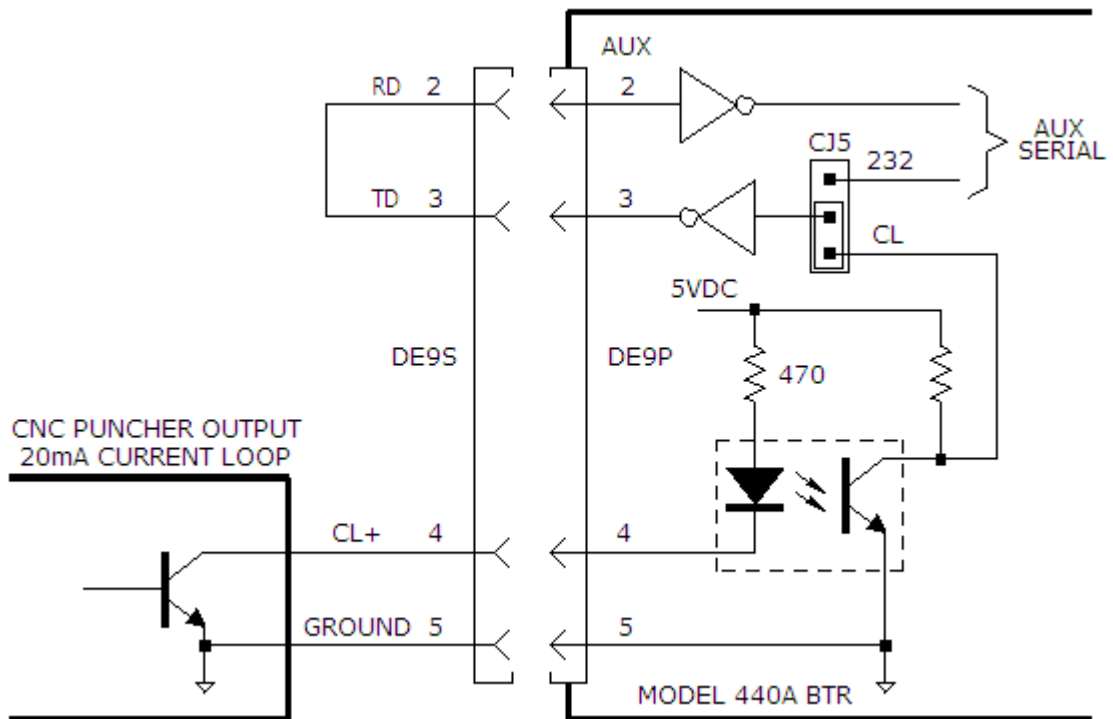 AUX
RD 2
2
CJ5
232
AUX
SERIAL
TD 3
3
CL
5VDC
DE9S
DE9P
470
CNC PUNCHER OUTPUT
20mA CURRENT LOOP
CL+ 4
4
GROUND 5
5
MODEL 440A BTR